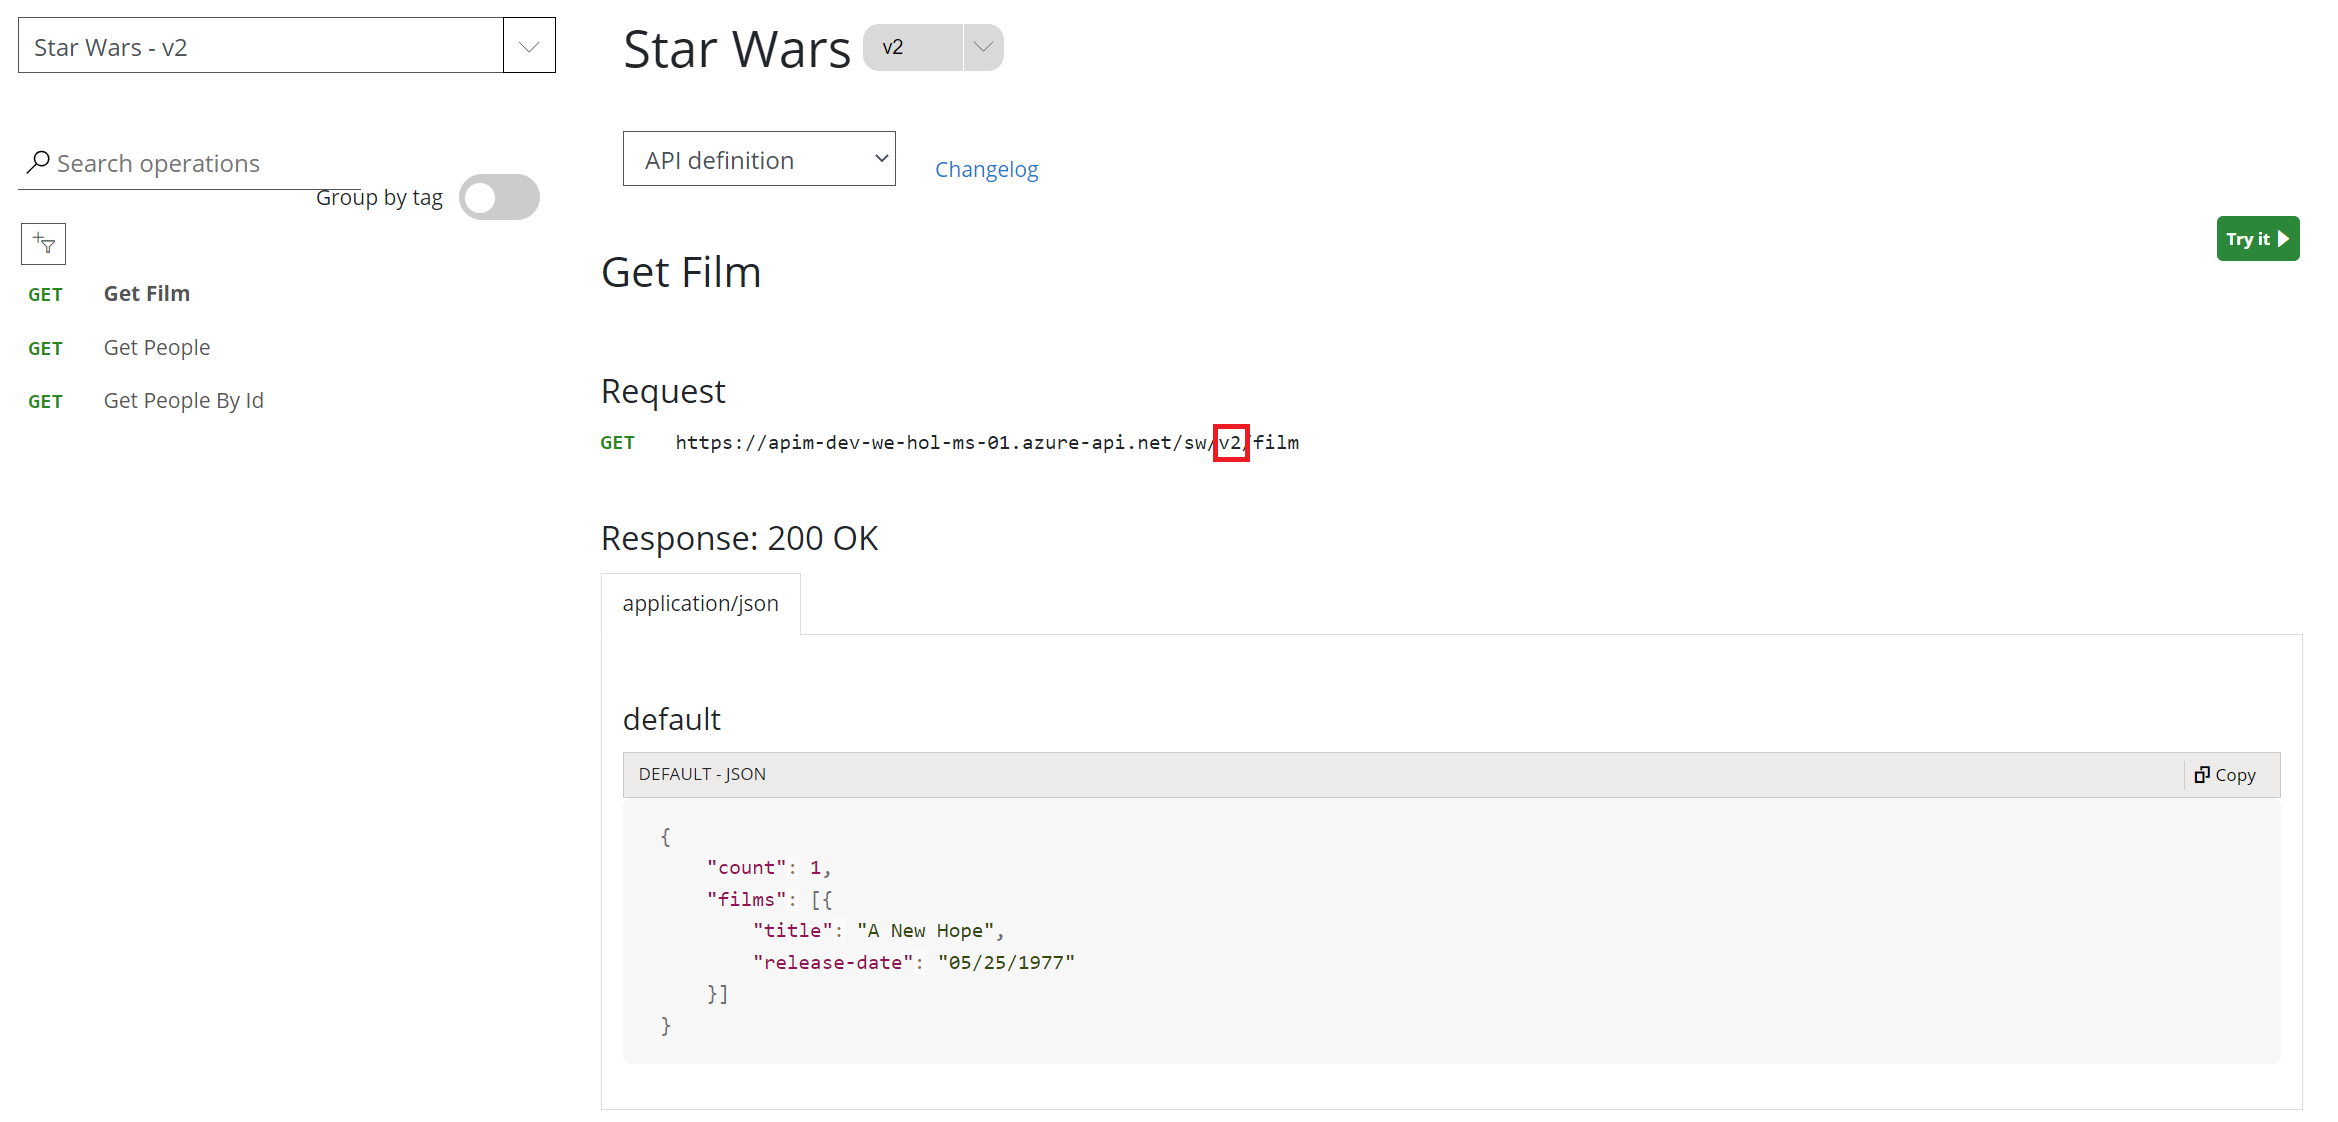 Star Wars - v2
Search operations
Group by tag
GET Get Film
GET Get People
GET Get People By Id
Star Wars v2
API definition
Changelog
Try it
Get Film
Request
GET https://apim-dev-we-hol-ms-01.azure-api.net/sw/v2/film
Response: 200 OK
application/json
default
DEFAULT - JSON
Copy
{
    "count": 1,
    "films": [{
        "title": "A New Hope",
        "release-date": "05/25/1977"
    }]
}